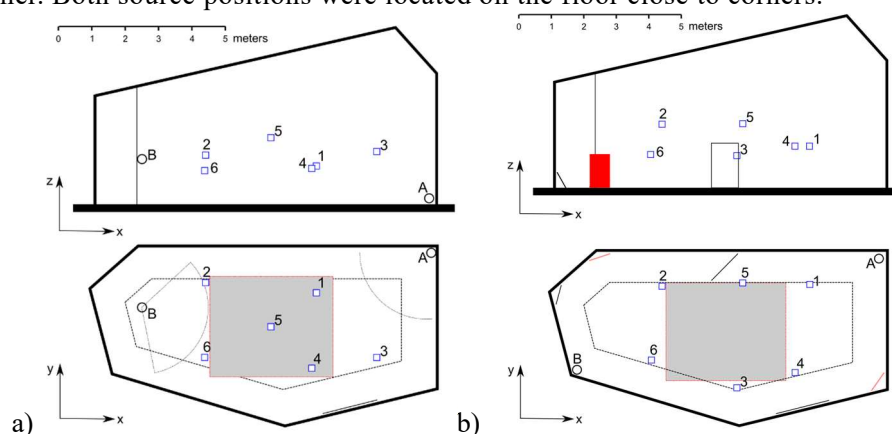 ner. Both source positions were located on the floor close to corners.
0 1 2 3 4 5 meters
0 1 2 3 4 5 meters
5
2
B
4 1
3
6
A
z
x
2
5
4 1
6
3
z
x
2
1
A
B
5
6
4
3
y
x
a)
2
5
1
A
6
4
B
3
y
x
b)